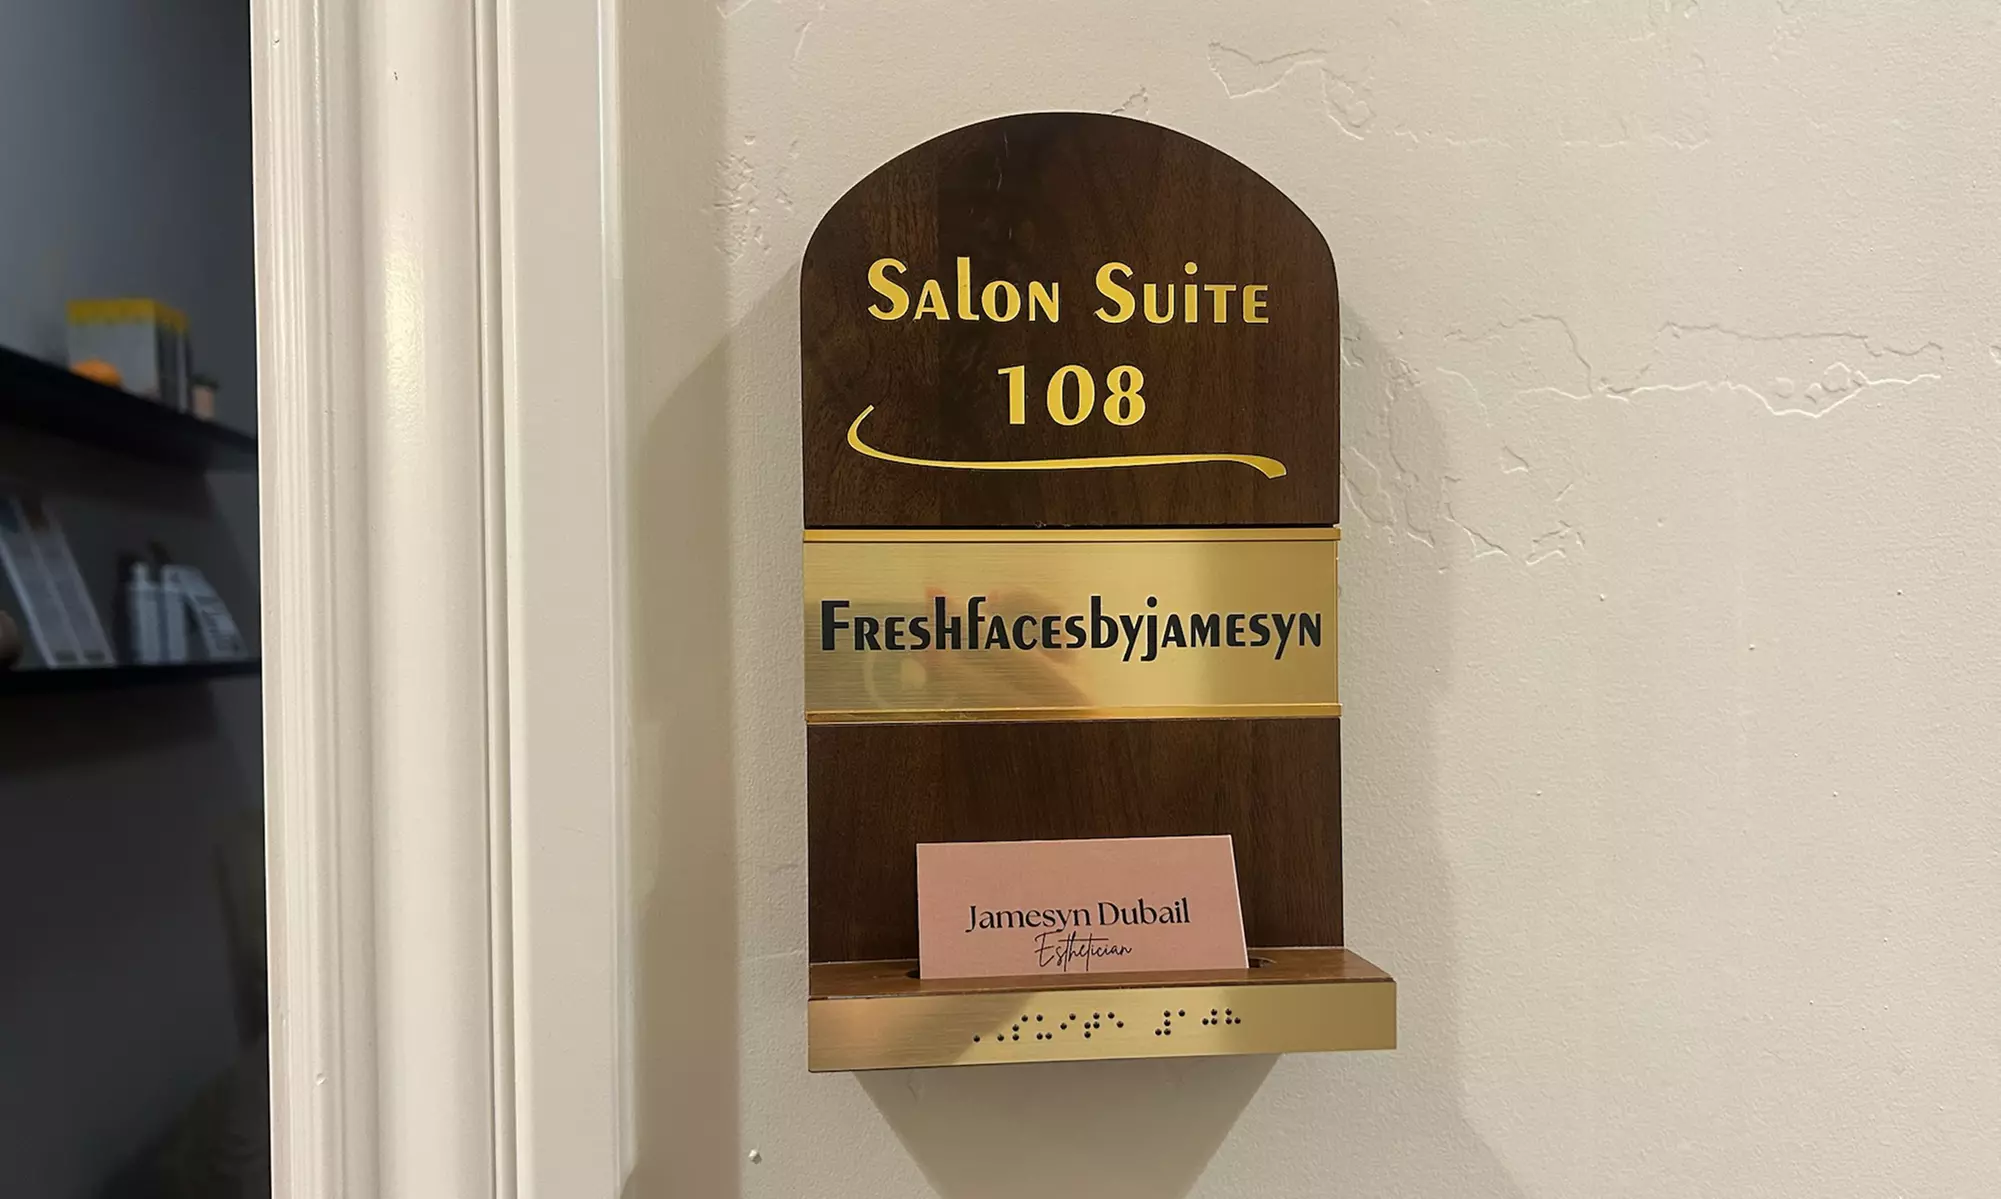 Salon Suite
108
Freshfacesbyjamesyn
Jamesyn Dubail
Esthetician